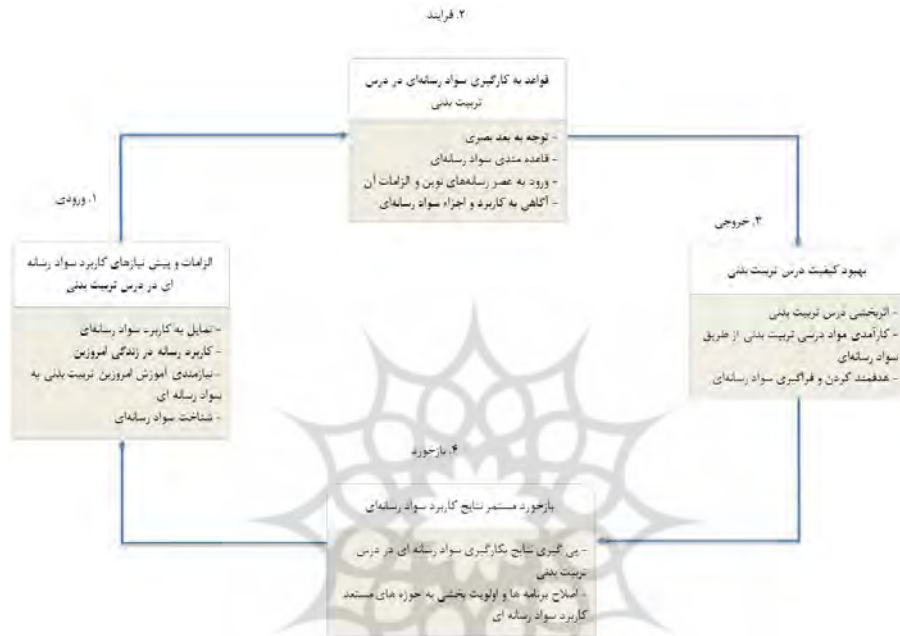 ۲. فرایند
قواعد به کارگیری سواد رسانه‌ای در درس
تربیت بدنی
- توجه به بعد بصری
- قاعده مندی سواد رسانه‌ای
- ورود به عصر رسانه‌های نوین و الزامات آن
- آگاهی به کاربرد و اجزاء سواد رسانه‌ای
۱. ورودی
الزامات و پیش نیازهای کاربرد سواد رسانه
ای در درس تربیت بدنی
- تمایل به کاربرد سواد رسانه‌ای
- کاربرد رسانه در زندگی امروزین
- نیازمندی آموزش امروزین تربیت بدنی به
سواد رسانه ای
- شناخت سواد رسانه‌ای
۳. خروجی
بهبود کیفیت درس تربیت بدنی
- اثربخشی درس تربیت بدنی
- کارآمدی مواد درسی تربیت بدنی از طریق
سواد رسانه‌ای
- هدفمند کردن و فراگیری سواد رسانه‌ای
۴. بازخورد
بازخورد مستمر نتایج کاربرد سواد رسانه‌ای
- پی گیری نتایج بکارگیری سواد رسانه ای در درس
تربیت بدنی
- اصلاح برنامه ها و اولویت بخشی به حوزه های مستعد
کاربرد سواد رسانه ای